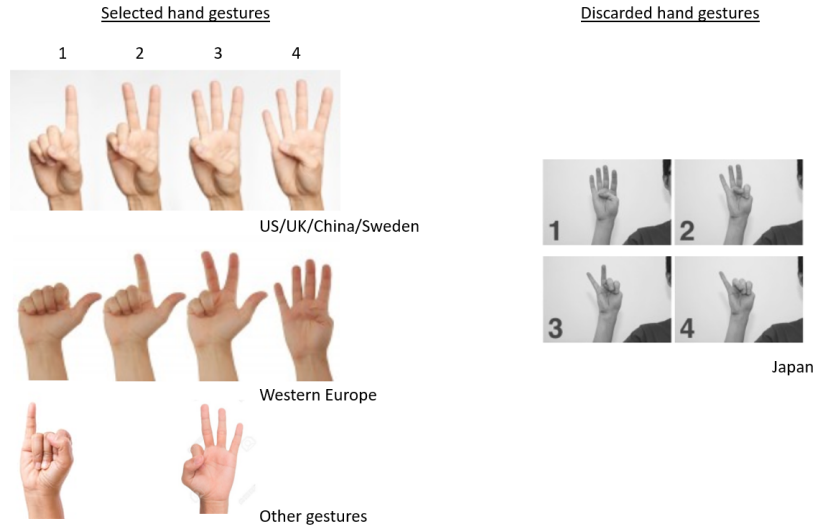 Selected hand gestures
1 2 3 4
US/UK/China/Sweden
Western Europe
Other gestures
Discarded hand gestures
1 2
3 4
Japan